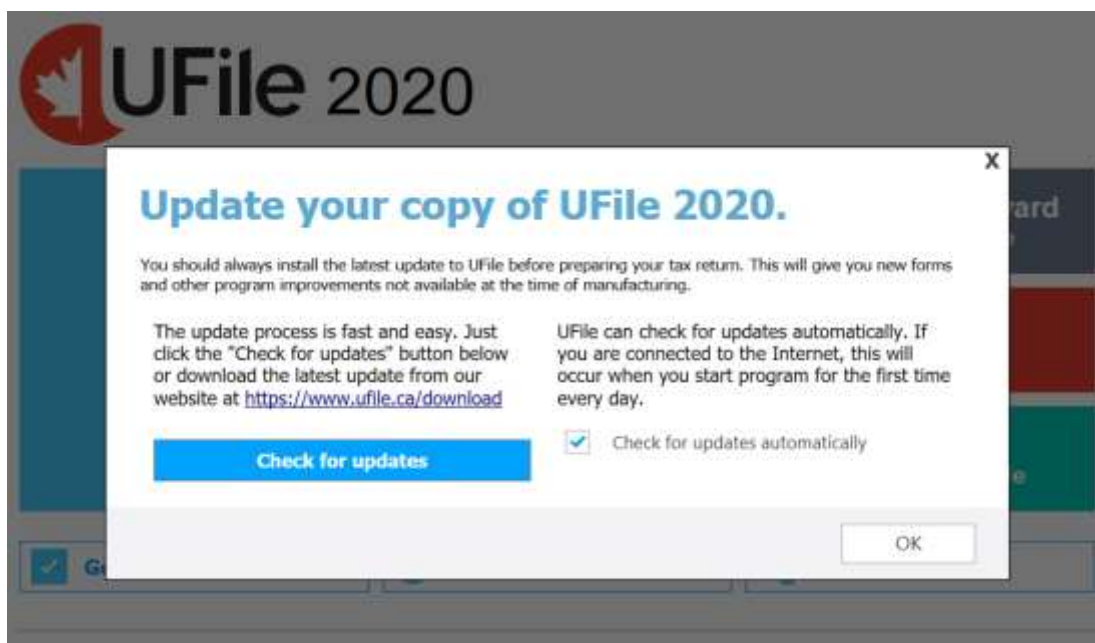 UFile 2020
X
Update your copy of UFile 2020.
You should always install the latest update to UFile before preparing your tax return. This will give you new forms
and other program improvements not available at the time of manufacturing.
The update process is fast and easy. Just
click the "Check for updates" button below
or download the latest update from our
website at https://www.ufile.ca/download
Check for updates
UFile can check for updates automatically. If
you are connected to the Internet, this will
occur when you start program for the first time
every day.
Check for updates automatically
OK